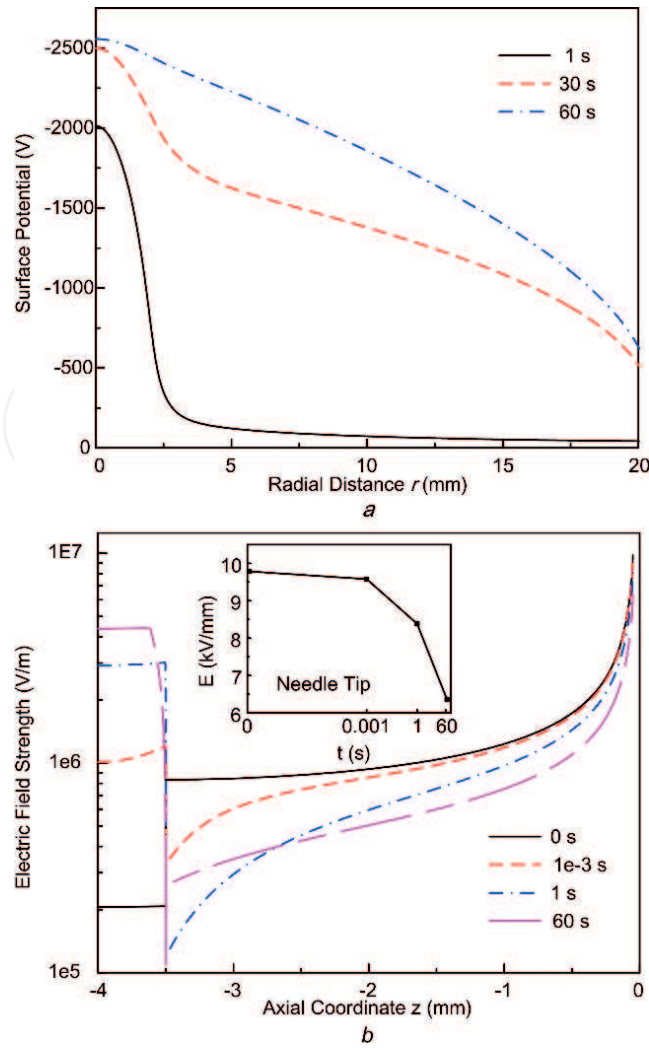 -2500
-2000
-1500
-1000
-500
0
Surface Potential (V)
1 s
30 s
60 s
0
5
10
15
20
Radial Distance r (mm)
a
1E7
1E6
1E5
Electric Field Strength (V/m)
10
9
8
7
6
E (kV/mm)
Needle Tip
0
0.001
1
60
t (s)
0 s
1e-3 s
1 s
60 s
-4
-3
-2
-1
0
Axial Coordinate z (mm)
b